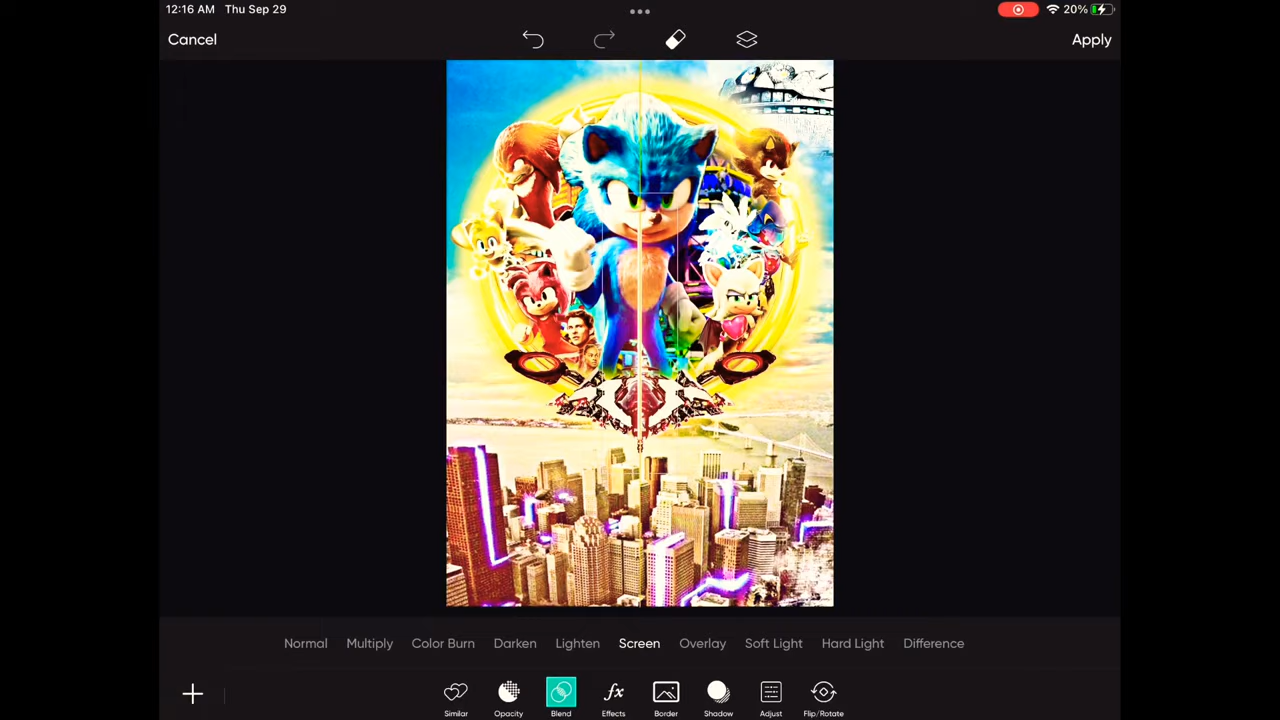 12:16 AM Thu Sep 29
20%
Cancel
Apply
Normal Multiply Color Burn Darken Lighten Screen Overlay Soft Light Hard Light Difference
Similar Opacity Blend Effects Border Shadow Adjust Flip/Rotate